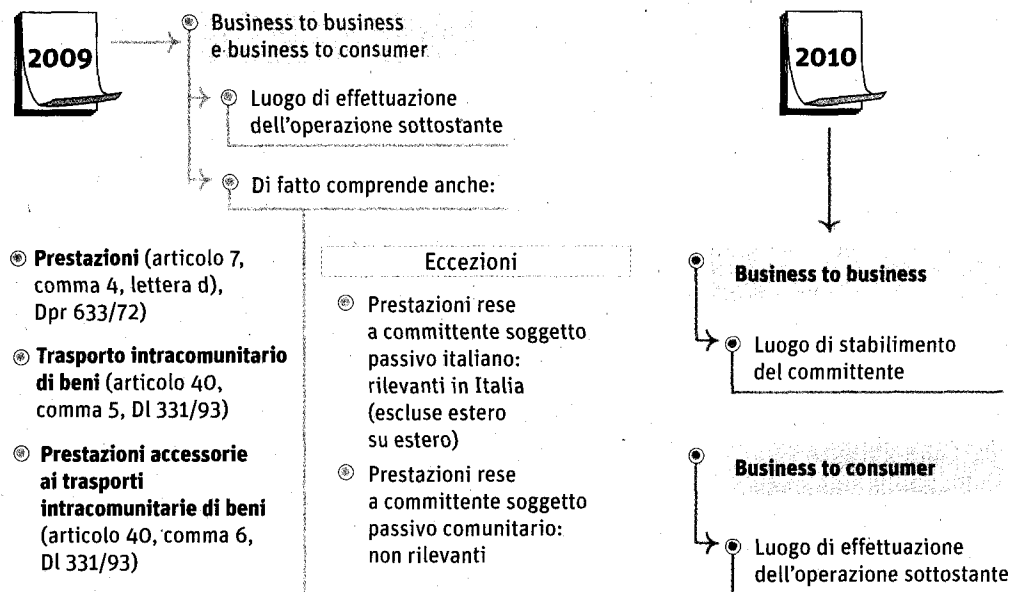 2009
Business to business
e business to consumer
Luogo di effettuazione
dell'operazione sottostante
Di fatto comprende anche:
Prestazioni (articolo 7,
comma 4, lettera d),
Dpr 633/72)
Trasporto intracomunitario
di beni (articolo 40,
comma 5, Dl 331/93)
Prestazioni accessorie
ai trasporti
intracomunitarie di beni
(articolo 40, comma 6,
Dl 331/93)
Eccezioni
Prestazioni rese
a committente soggetto
passivo italiano:
rilevanti in Italia
(escluse estero
su estero)
Prestazioni rese
a committente soggetto
passivo comunitario:
non rilevanti
2010
Business to business
Luogo di stabilimento
del committente
Business to consumer
Luogo di effettuazione
dell'operazione sottostante